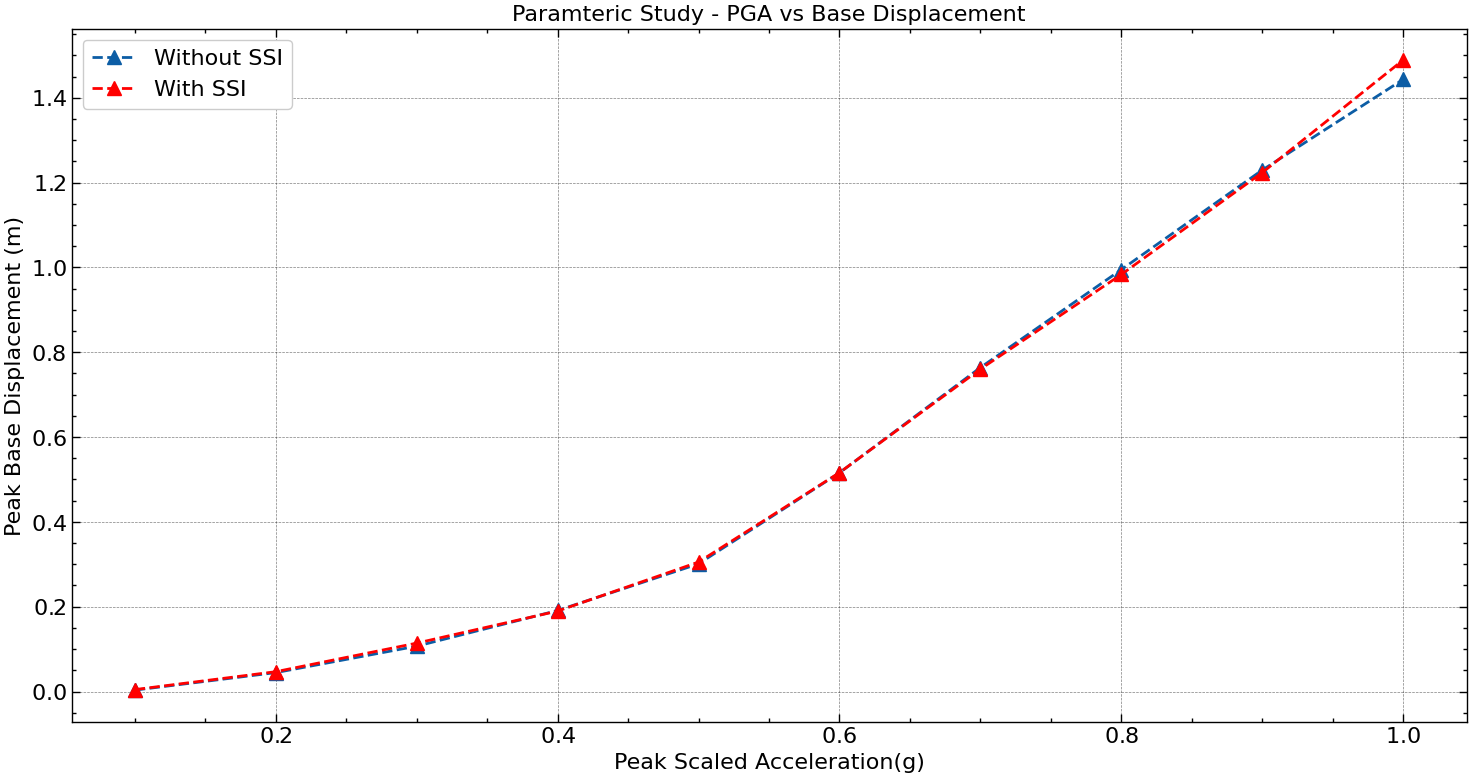 Paramteric Study - PGA vs Base Displacement
Without SSI
With SSI
Peak Base Displacement (m)
1.4
1.2
1.0
0.8
0.6
0.4
0.2
0.0
0.2 0.4 0.6 0.8 1.0
Peak Scaled Acceleration(g)